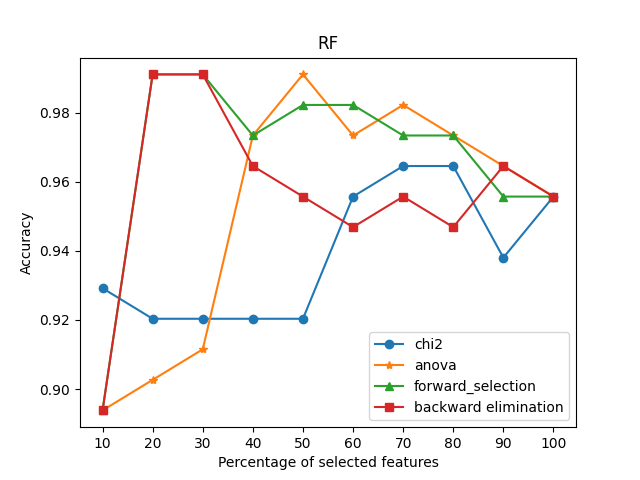 RF
Accuracy
0.98
0.96
0.94
0.92
0.90
10 20 30 40 50 60 70 80 90 100
Percentage of selected features
chi2
anova
forward_selection
backward elimination